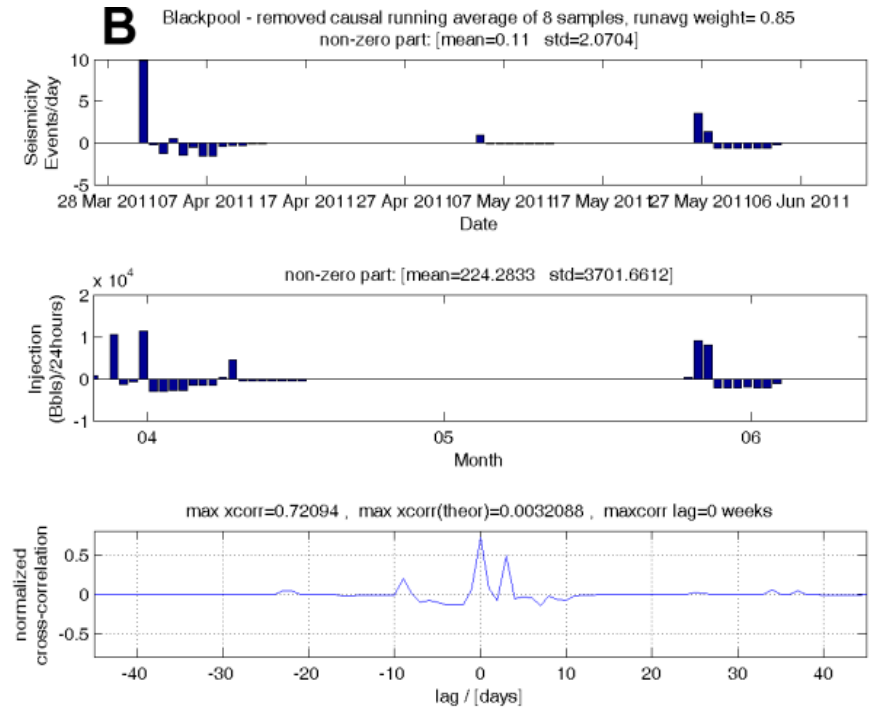 B
Blackpool - removed causal running average of 8 samples, runavg weight= 0.85
non-zero part: [mean=0.11 std=2.0704]
Seismicity
Events/day
10
5
0
-5
28 Mar 2011 07 Apr 2011 17 Apr 2011 27 Apr 2011 07 May 2011 17 May 2011 27 May 2011 06 Jun 2011
Date
non-zero part: [mean=224.2833 std=3701.6612]
x 10^4
Injection
(Bbls)/24hours
2
1
0
-1
04 05 06
Month
max xcorr=0.72094 , max xcorr(theor)=0.0032088 , maxcorr lag=0 weeks
normalized
cross-correlation
0.5
0
-0.5
-40 -30 -20 -10 0 10 20 30 40
lag / [days]